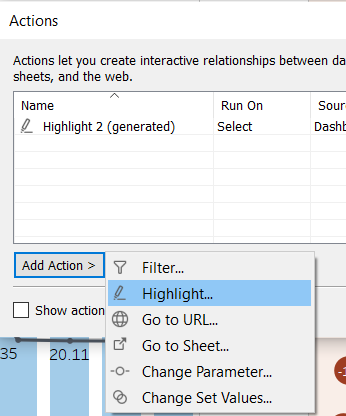 Actions
Actions let you create interactive relationships between da
sheets, and the web.
Name Run On Sour
Highlight 2 (generated) Select Dashb
Add Action >
Filter...
Highlight...
Go to URL...
Go to Sheet...
Change Parameter...
Change Set Values...
Show action
35 20.11